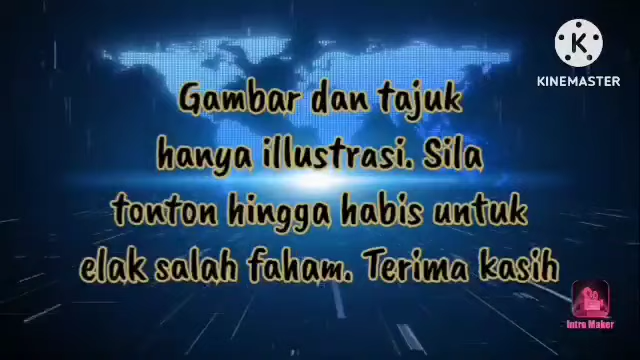 KINEMASTER
Gambar dan tajuk
hanya illustrasi. Sila
tonton hingga habis untuk
elak salah faham. Terima kasih
Intro Maker